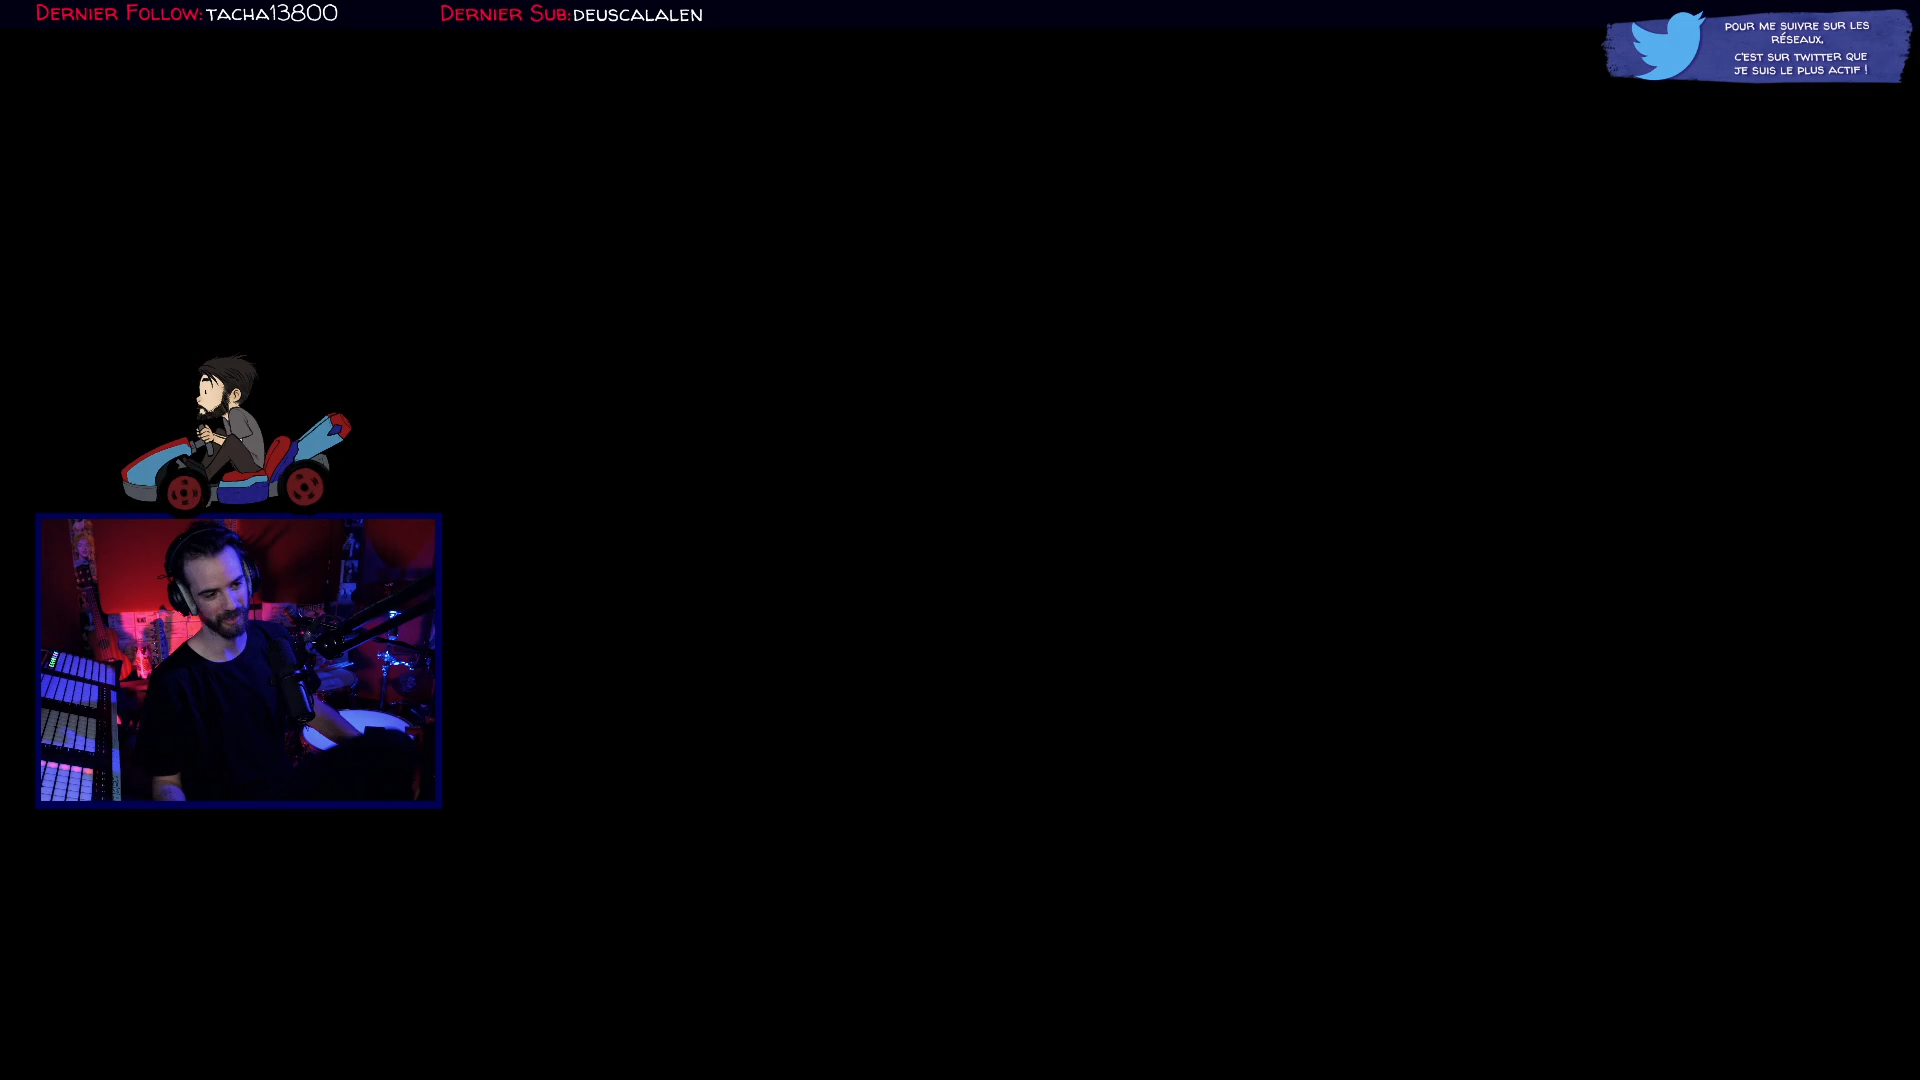 Dernier Follow: tacha13800
Dernier Sub: deuscalalen
POUR ME SUIVRE SUR LES
RÉSEAUX,
C'EST SUR TWITTER QUE
JE SUIS LE PLUS ACTIF !